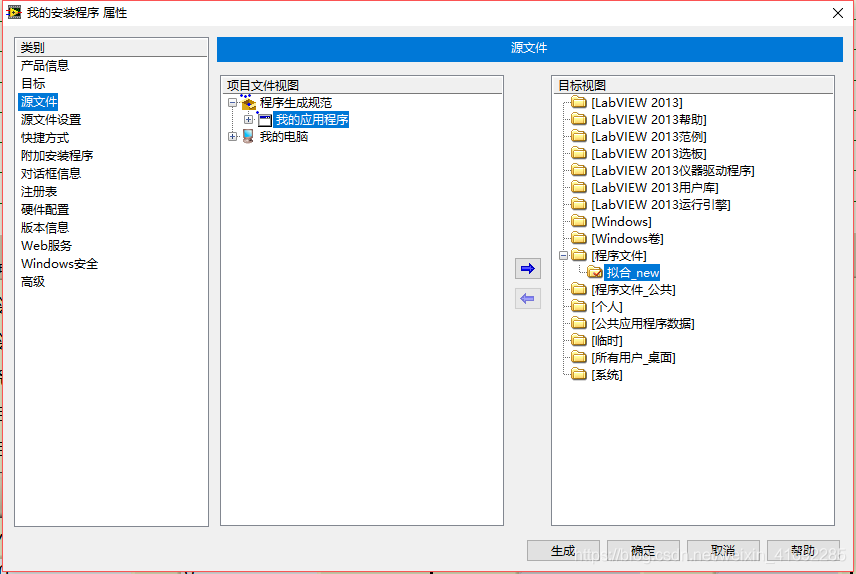 我的安装程序 属性
类别
产品信息
目标
源文件
源文件设置
快捷方式
附加安装程序
对话框信息
注册表
硬件配置
版本信息
Web服务
Windows安全
高级
源文件
项目文件视图
程序生成规范
我的应用程序
我的电脑
目标视图
[LabVIEW 2013]
[LabVIEW 2013帮助]
[LabVIEW 2013范例]
[LabVIEW 2013选板]
[LabVIEW 2013仪器驱动程序]
[LabVIEW 2013用户库]
[LabVIEW 2013运行引擎]
[Windows]
[Windows卷]
[程序文件]
拟合_new
[程序文件_公共]
[个人]
[公共应用程序数据]
[临时]
[所有用户_桌面]
[系统]
生成
确定
取消
帮助